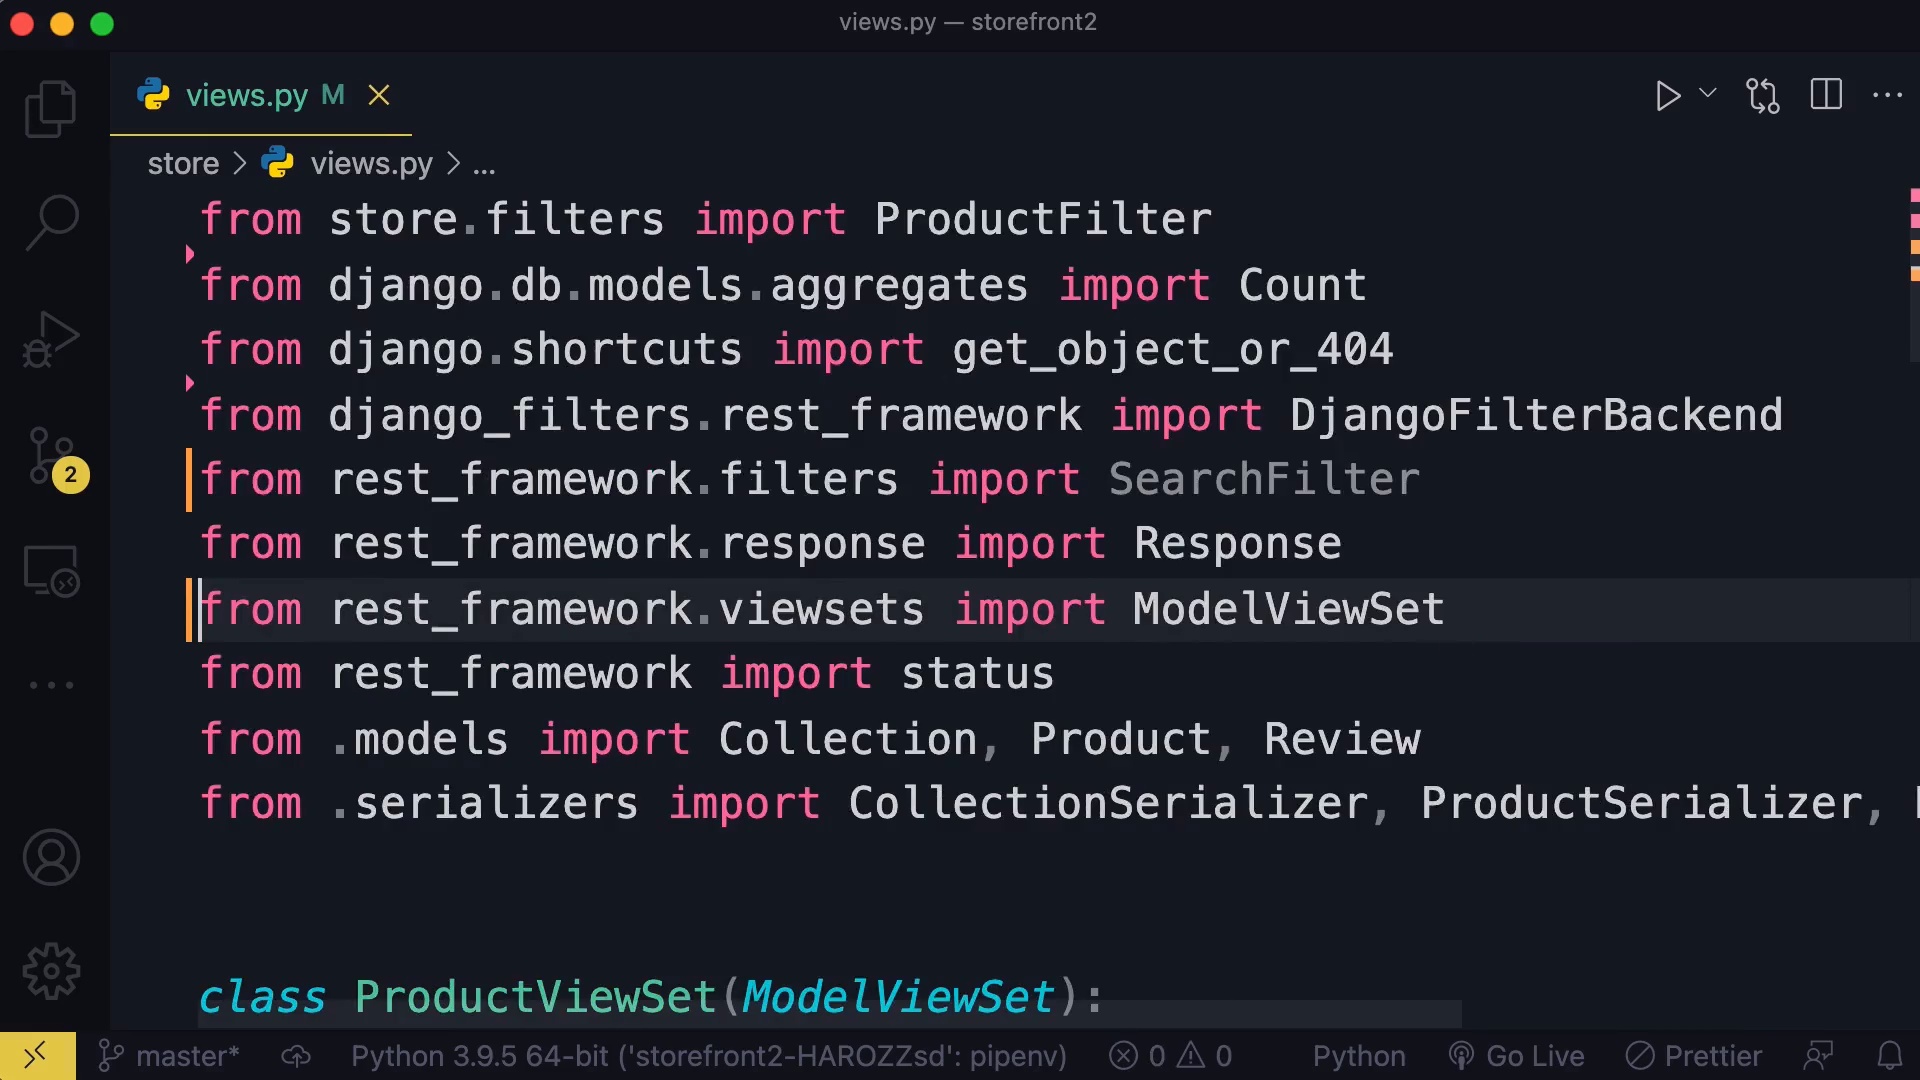 views.py — storefront2
views.py M
store > views.py > ...
from store.filters import ProductFilter
from django.db.models.aggregates import Count
from django.shortcuts import get_object_or_404
from django_filters.rest_framework import DjangoFilterBackend
from rest_framework.filters import SearchFilter
from rest_framework.response import Response
from rest_framework.viewsets import ModelViewSet
from rest_framework import status
from .models import Collection, Product, Review
from .serializers import CollectionSerializer, ProductSerializer,
class ProductViewSet(ModelViewSet):
2
master* Python 3.9.5 64-bit ('storefront2-HAROZZsd': pipenv) 0 0 Python Go Live Prettier